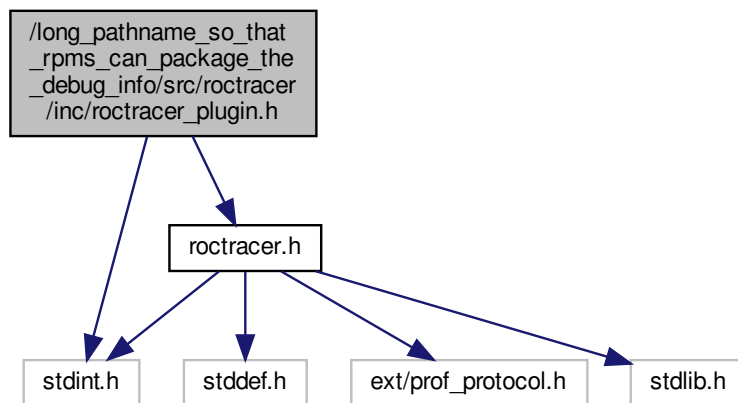 /long_pathname_so_that
_rpms_can_package_the
_debug_info/src/roctracer
/inc/roctracer_plugin.h
roctracer.h
stdint.h
stddef.h
ext/prof_protocol.h
stdlib.h